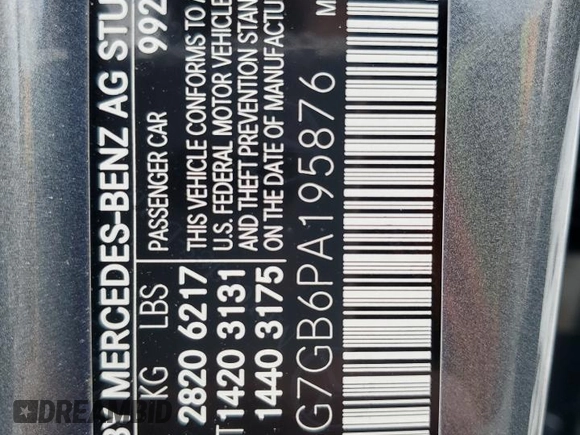 BY MERCEDES-BENZ AG STU
992
KG LBS PASSENGER CAR
2820 6217 THIS VEHICLE CONFORMS TO A
T 1420 3131 U.S. FEDERAL MOTOR VEHICLE
AND THEFT PREVENTION STAN
1440 3175 ON THE DATE OF MANUFACTU
G7GB6PA195876
M
DREAMBID